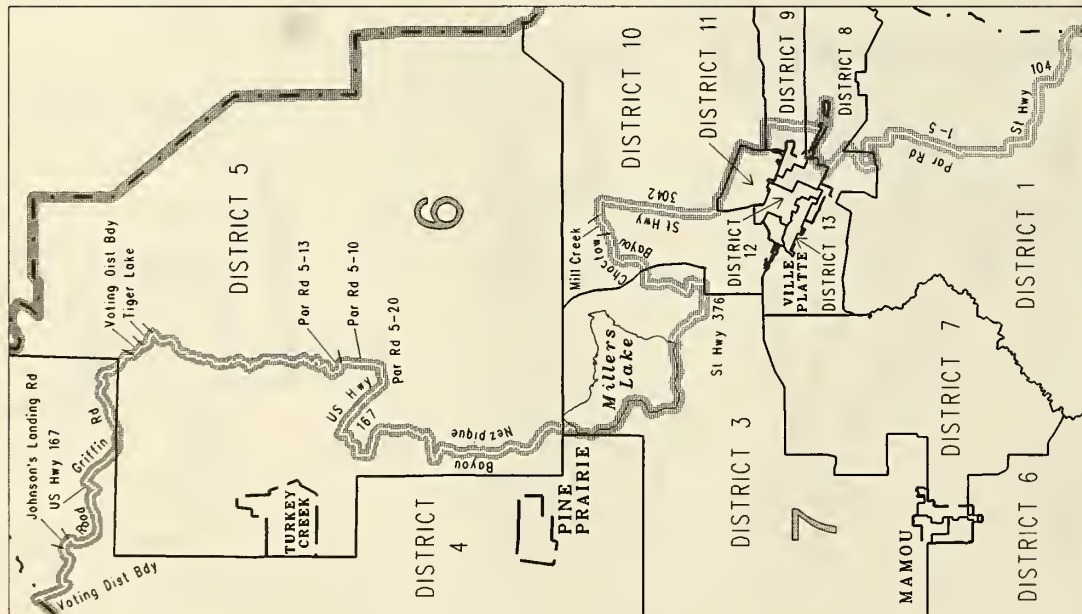 Johnson's Landing Rd
US Hwy 167
Griffin
Rd
Rood
Voting Dist Bdy
Voting Dist Bdy
Tiger Lake
DISTRICT 5
6
Par Rd 5-13
Par Rd 5-10
Par Rd 5-20
US Hwy
167
TURKEY
CREEK
Nezpique
Bayou
DISTRICT
4
PINE
PRAIRIE
DISTRICT 10
DISTRICT 11
DISTRICT 9
DISTRICT 8
Mill Creek
Choctow
Bayou
St Hwy
3042
Millers
Lake
St Hwy 376
DISTRICT
12
VILLE
PLATTE
DISTRICT 13
Par Rd
1-5
St Hwy
104
DISTRICT 1
DISTRICT 3
7
DISTRICT 7
MAMOU
DISTRICT 6